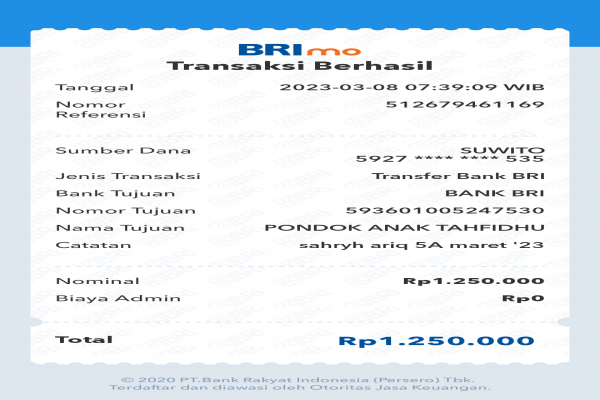 BRImo
Transaksi Berhasil
Tanggal 2023-03-08 07:39:09 WIB
Nomor Referensi 512679461169
Sumber Dana SUWITO
5927 **** **** 535
Jenis Transaksi Transfer Bank BRI
Bank Tujuan BANK BRI
Nomor Tujuan 593601005247530
Nama Tujuan PONDOK ANAK TAHFIDHU
Catatan sahryh ariq 5A maret '23
Nominal Rp1.250.000
Biaya Admin Rp0
Total Rp1.250.000
© 2020 PT.Bank Rakyat Indonesia (Persero) Tbk.
Terdaftar dan diawasi oleh Otoritas Jasa Keuangan.